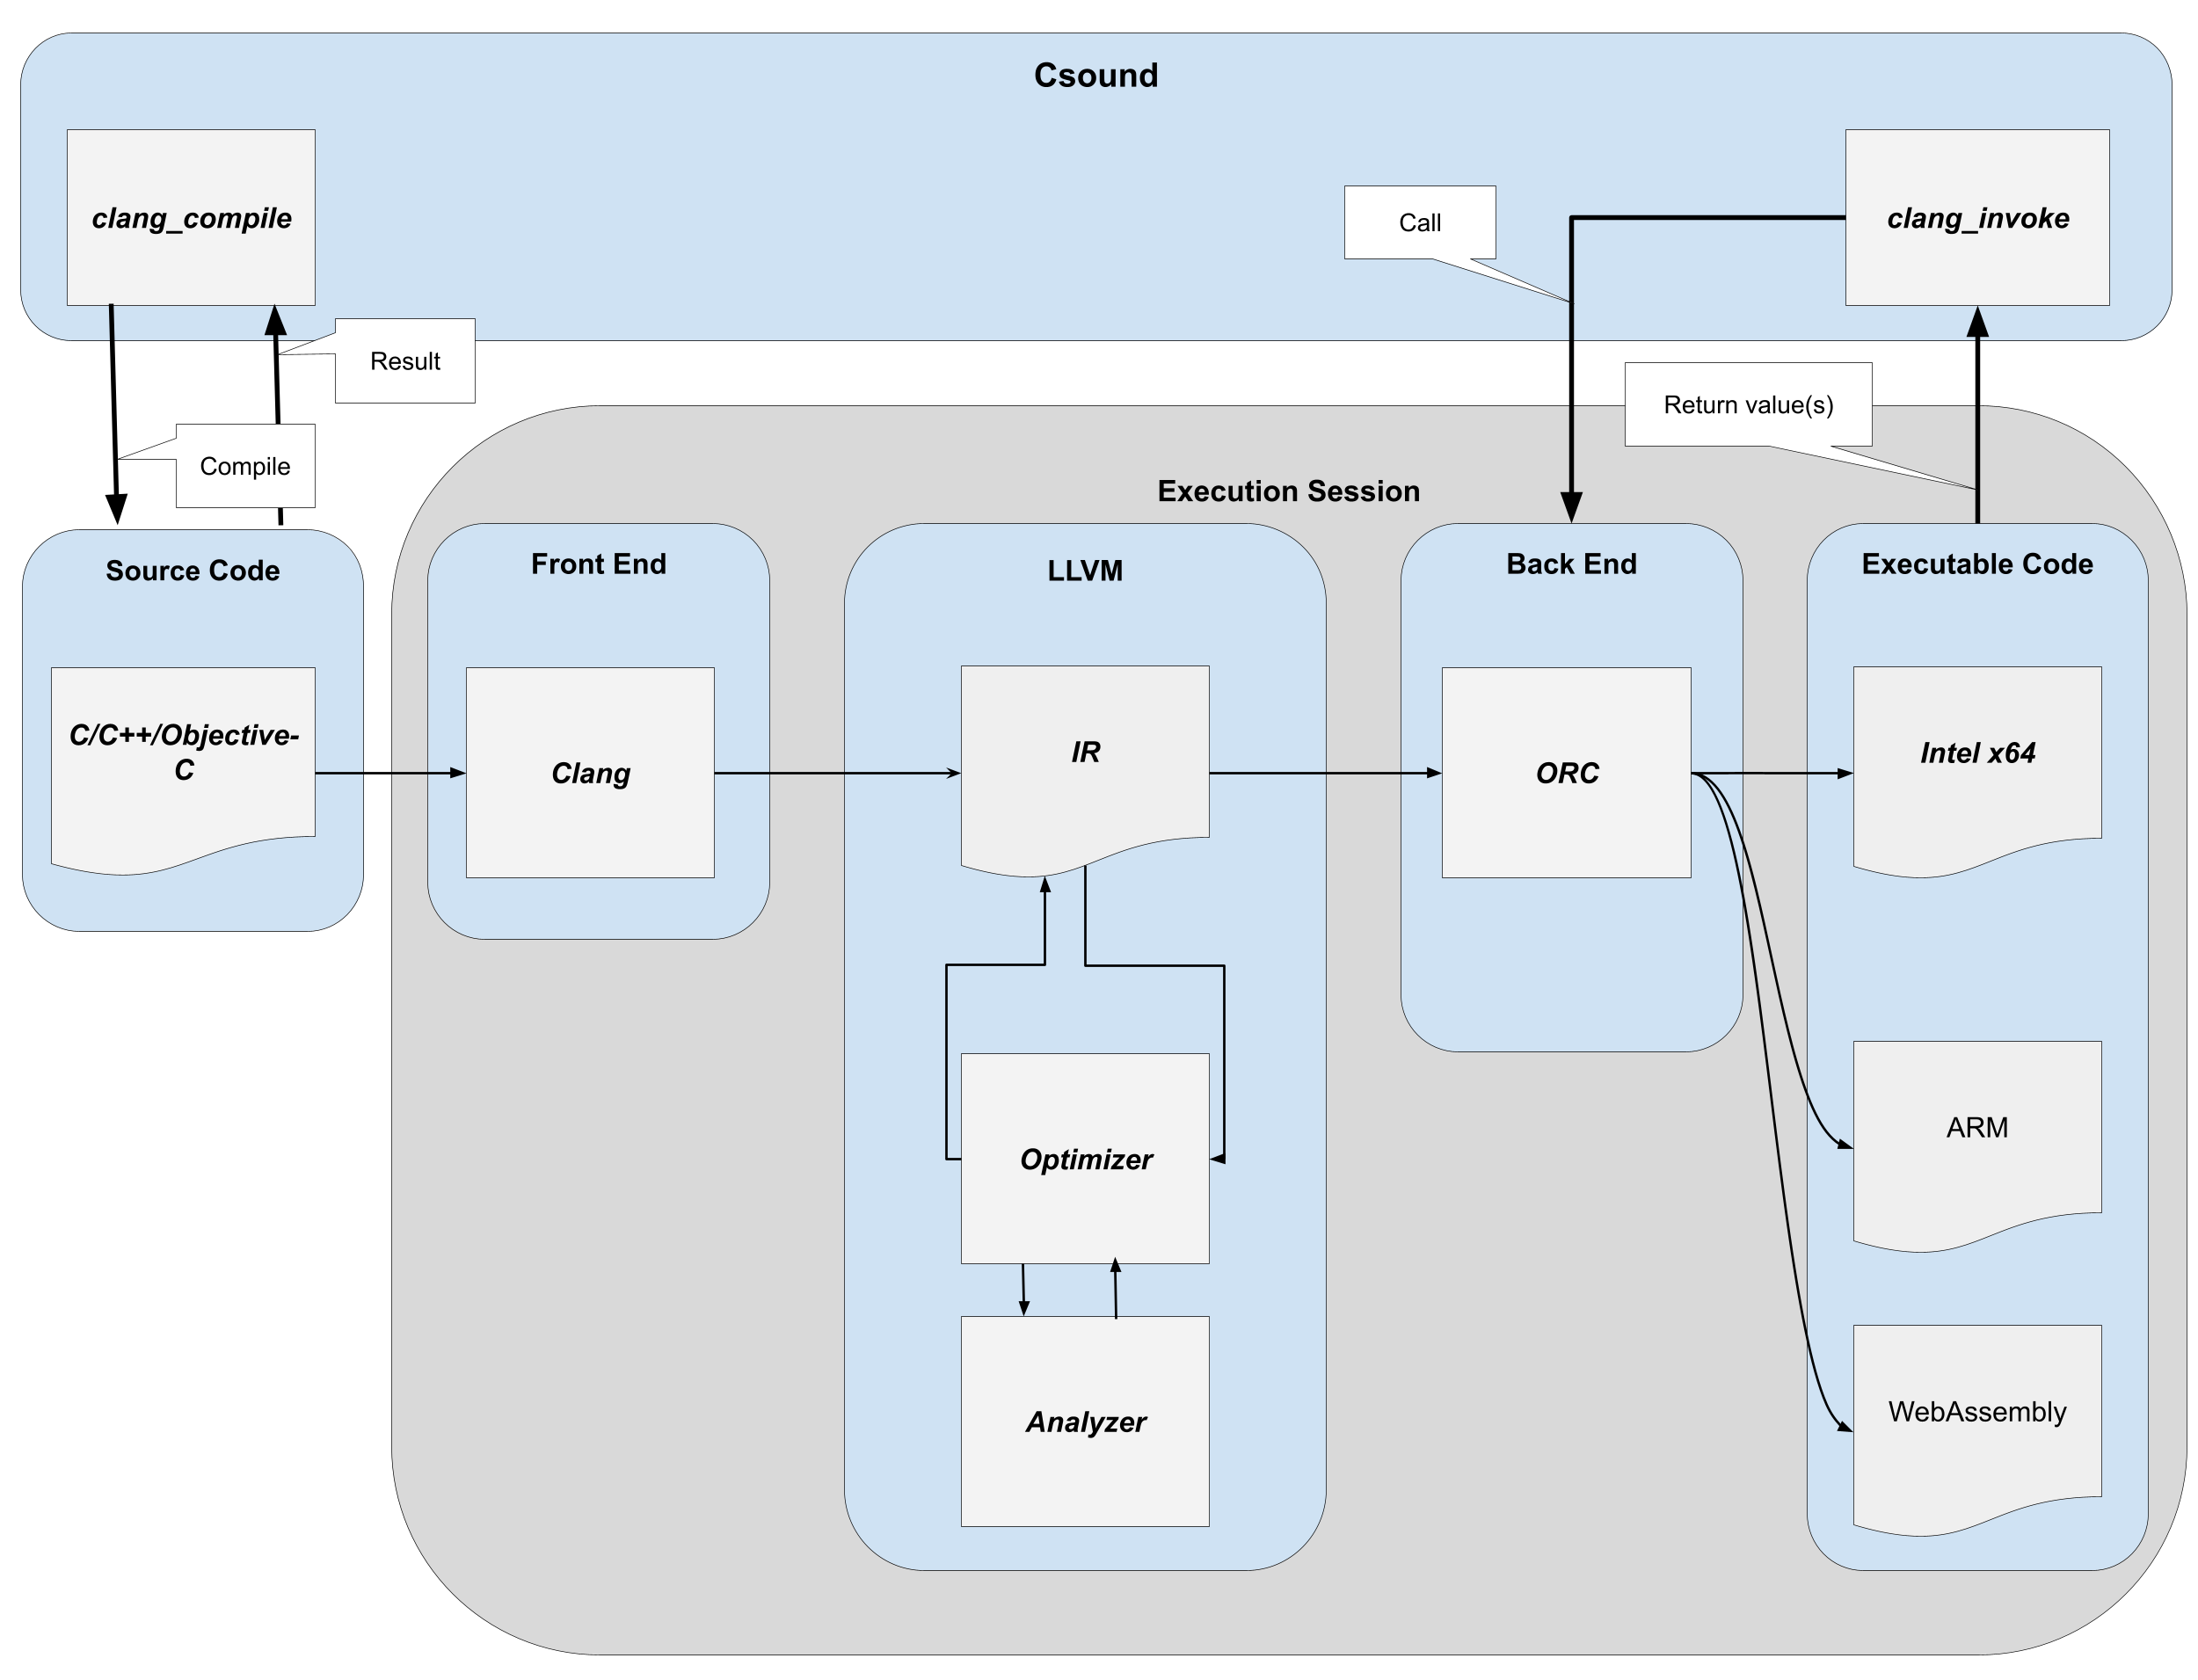 Csound
clang_compile
Call
clang_invoke
Result
Return value(s)
Compile
Execution Session
Source Code
Front End
LLVM
Back End
Executable Code
C/C++/Objective-
C
Clang
IR
ORC
Intel x64
Optimizer
ARM
Analyzer
WebAssembly